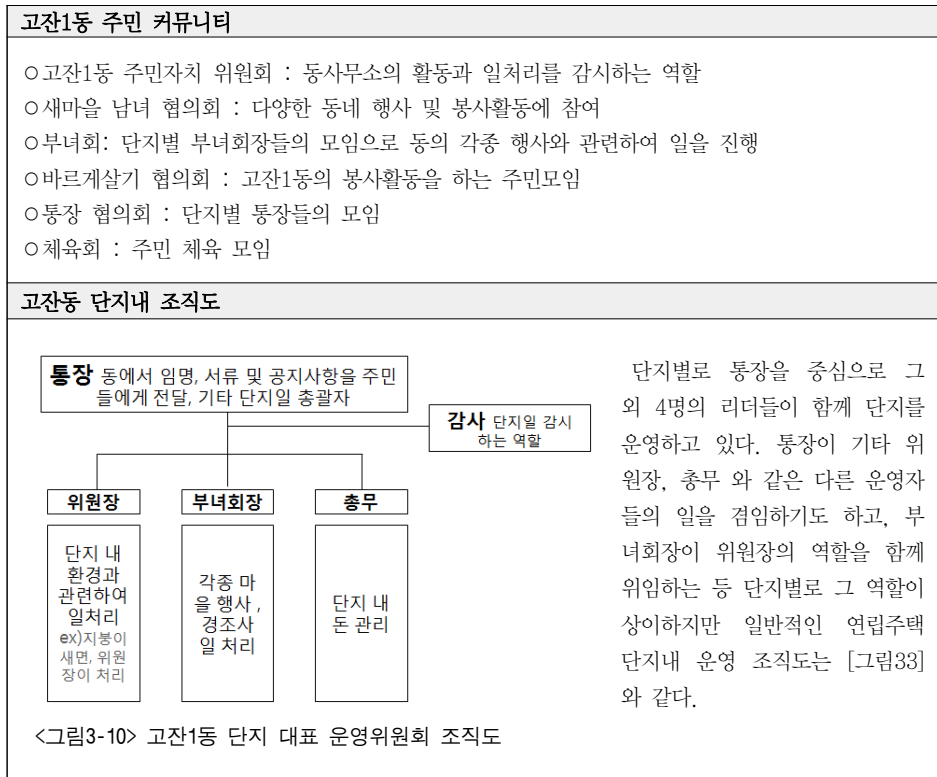 고잔1동 주민 커뮤니티
○고잔1동 주민자치 위원회 : 동사무소의 활동과 일처리를 감시하는 역할
○새마을 남녀 협의회 : 다양한 동네 행사 및 봉사활동에 참여
○부녀회: 단지별 부녀회장들의 모임으로 동의 각종 행사와 관련하여 일을 진행
○바르게살기 협의회 : 고잔1동의 봉사활동을 하는 주민모임
○통장 협의회 : 단지별 통장들의 모임
○체육회 : 주민 체육 모임
고잔동 단지내 조직도
통장 동에서 임명, 서류 및 공지사항을 주민
들에게 전달, 기타 단지일 총괄자
감사 단지일 감시
하는 역할
위원장
단지 내
환경과
관련하여
일처리
ex)지붕이
새면, 위원
장이 처리
부녀회장
각종 마
을 행사 ,
경조사
일 처리
총무
단지 내
돈 관리
<그림3-10> 고잔1동 단지 대표 운영위원회 조직도
단지별로 통장을 중심으로 그
외 4명의 리더들이 함께 단지를
운영하고 있다. 통장이 기타 위
원장, 총무 와 같은 다른 운영자
들의 일을 겸임하기도 하고, 부
녀회장이 위원장의 역할을 함께
위임하는 등 단지별로 그 역할이
상이하지만 일반적인 연립주택
단지내 운영 조직도는 [그림33]
와 같다.